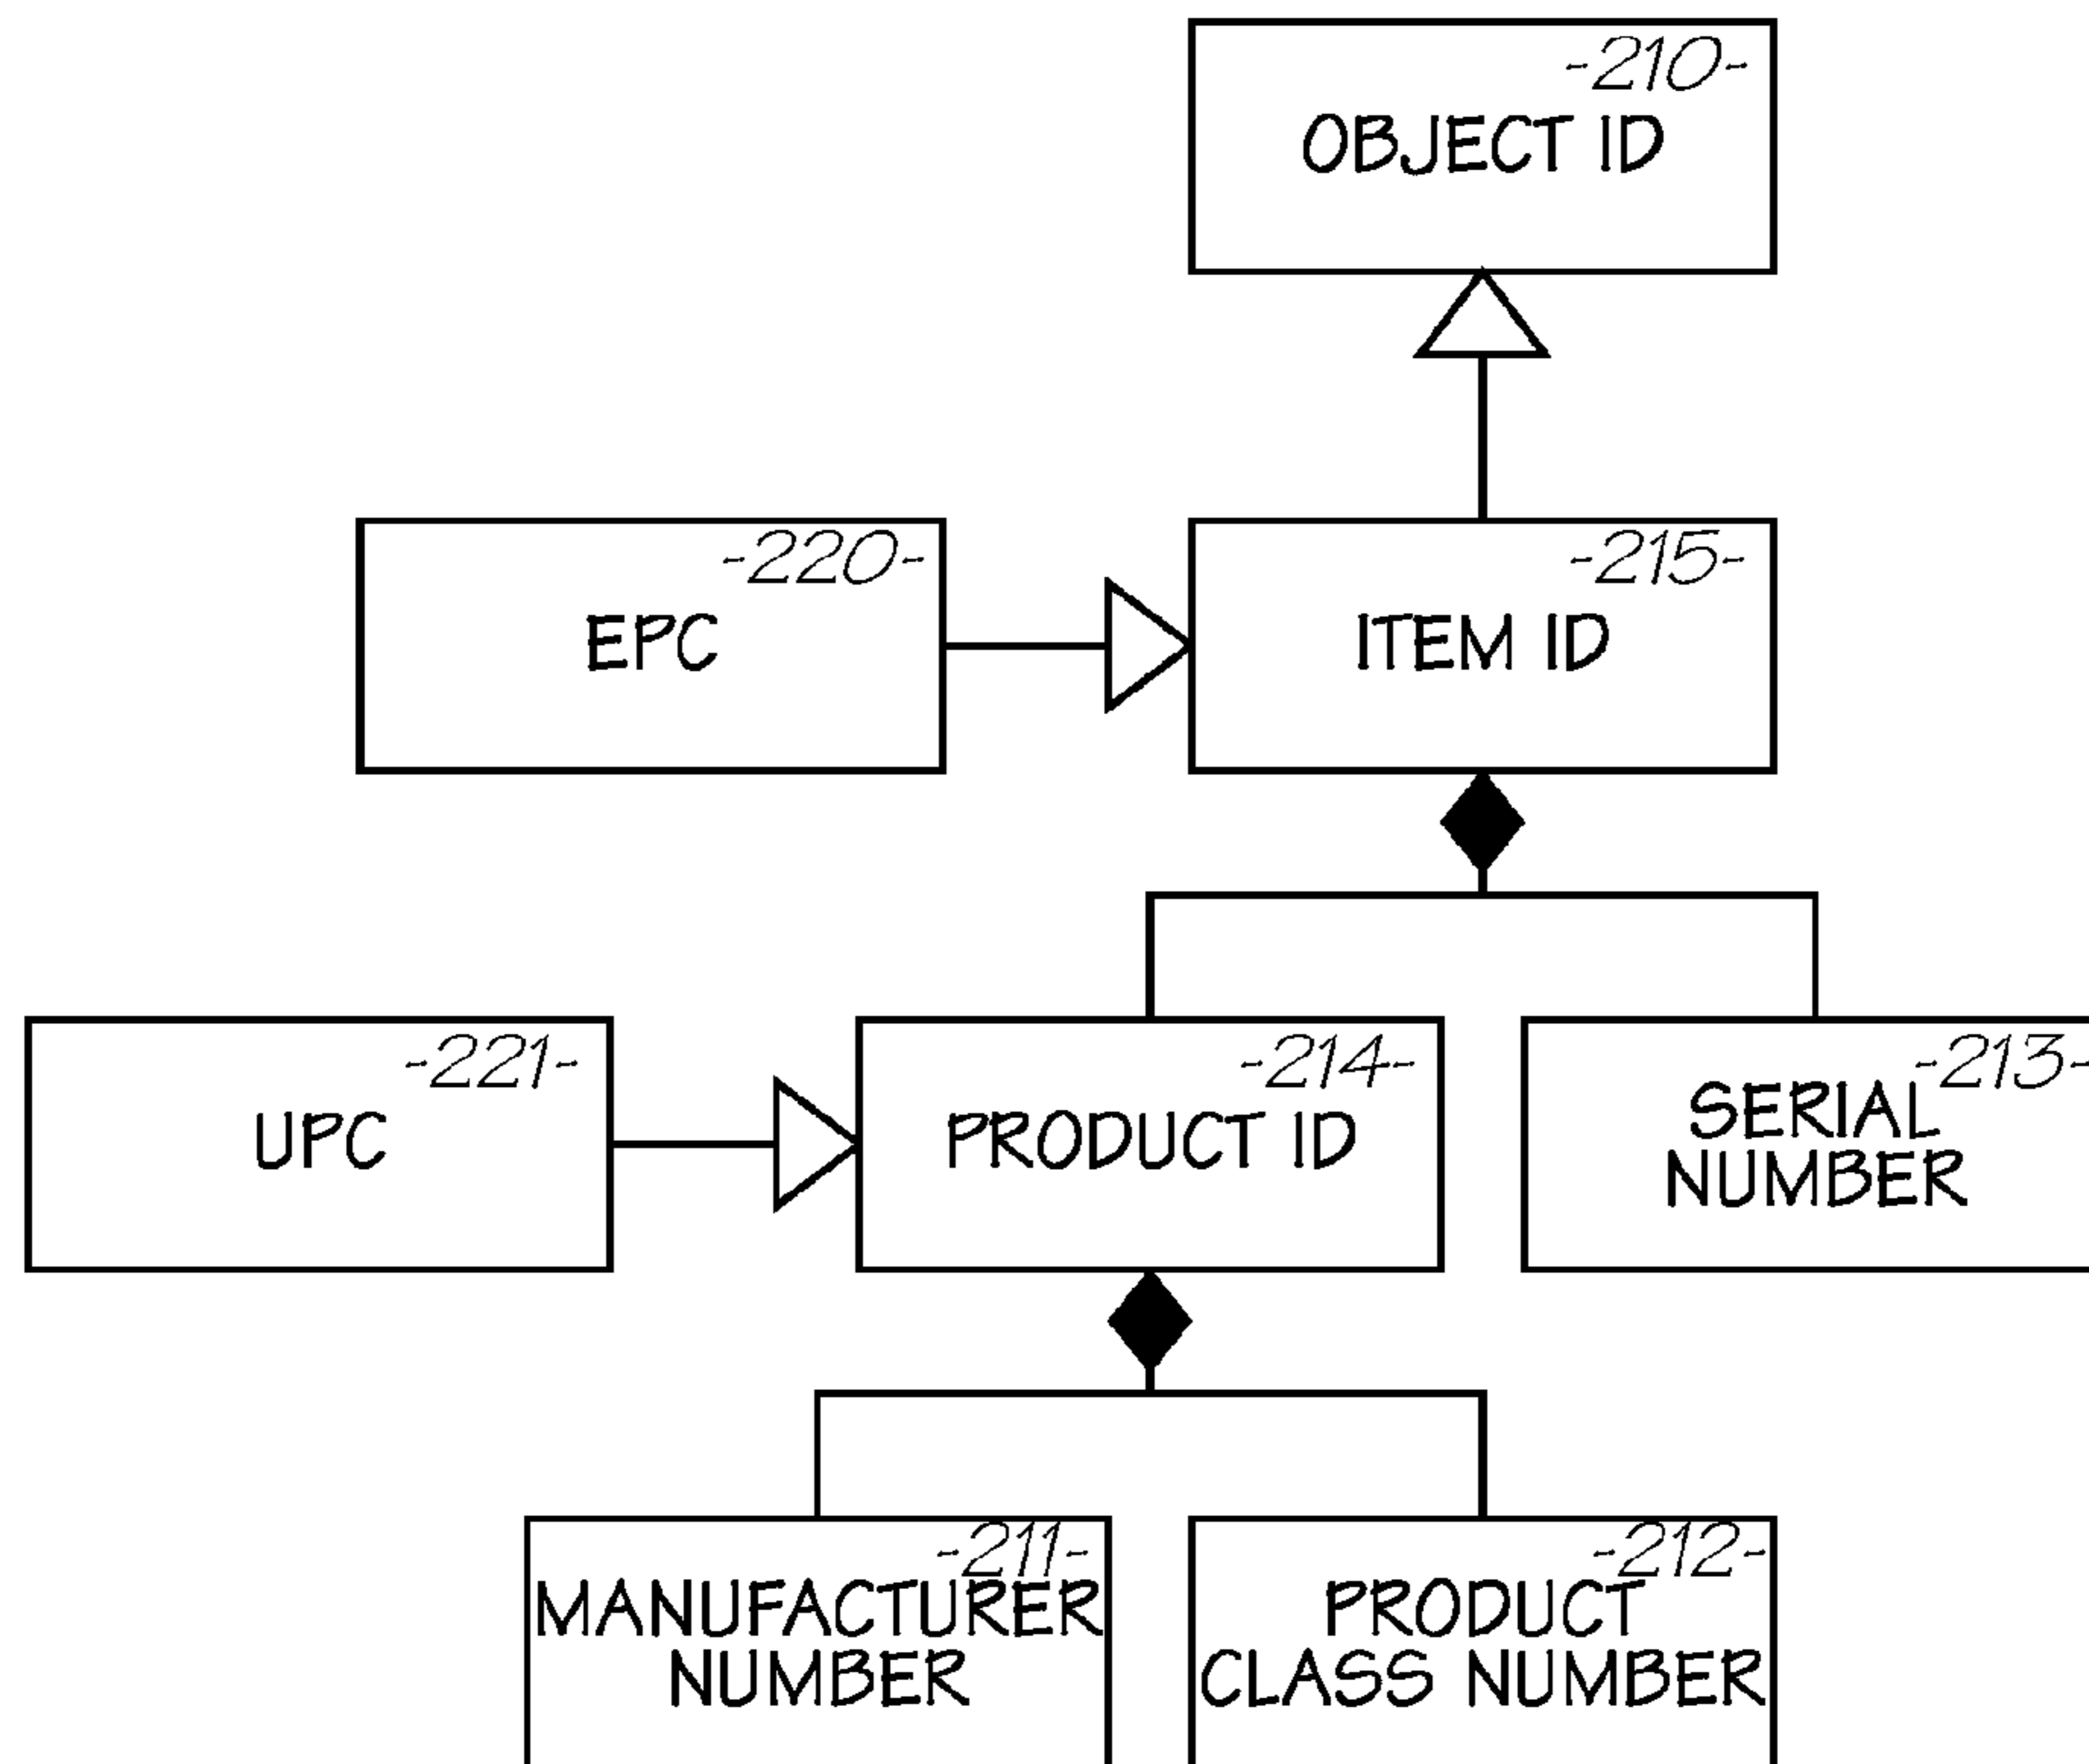 -210-
OBJECT ID
-220-
EPC
-215-
ITEM ID
-221-
UPC
-214-
PRODUCT ID
-213-
SERIAL
NUMBER
-211-
MANUFACTURER
NUMBER
-212-
PRODUCT
CLASS NUMBER